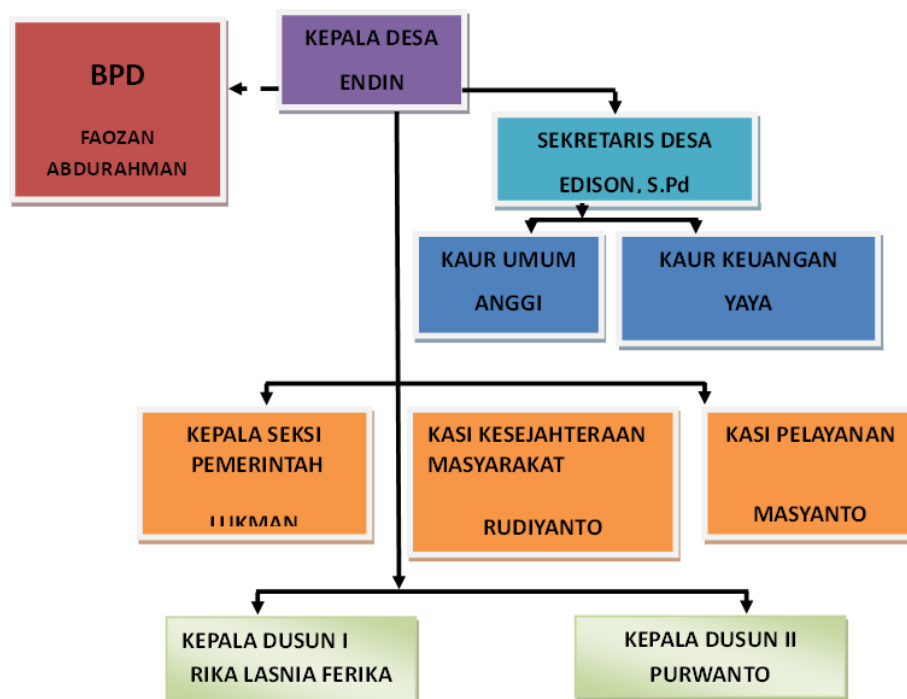 KEPALA DESA
ENDIN
BPD
FAOZAN
ABDURAHMAN
SEKRETARIS DESA
EDISON, S.Pd
KAUR UMUM
ANGGI
KAUR KEUANGAN
YAYA
KEPALA SEKSI
PEMERINTAH
LUKMAN
KASI KESEJAHTERAAN
MASYARAKAT
RUDIYANTO
KASI PELAYANAN
MASYANTO
KEPALA DUSUN I
RIKA LASNIA FERIKA
KEPALA DUSUN II
PURWANTO